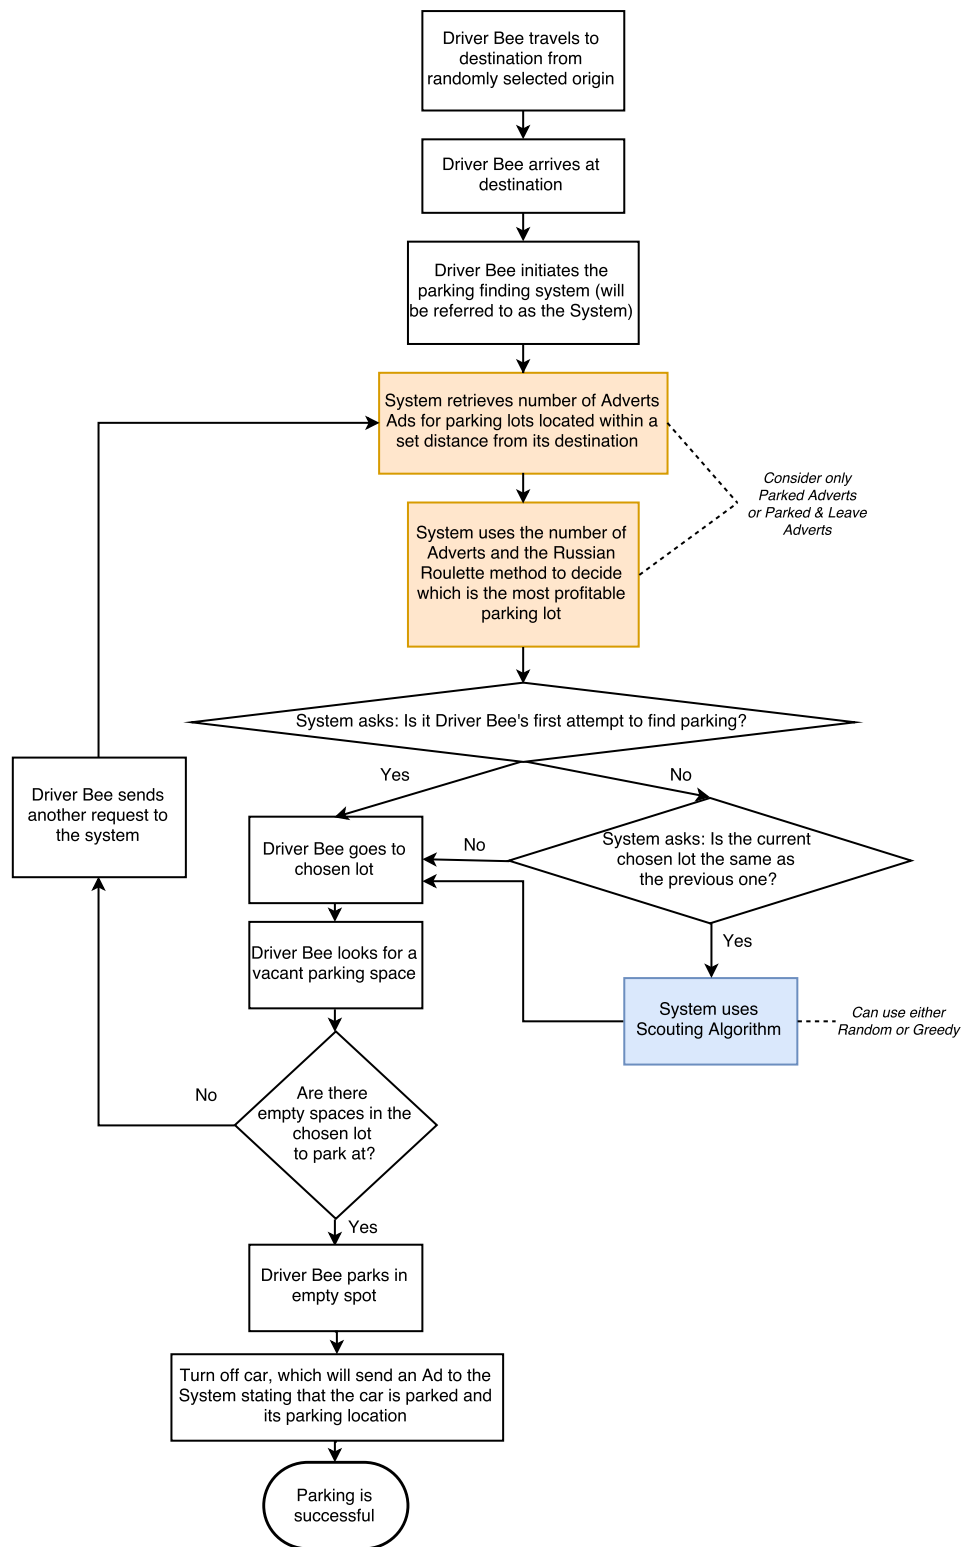 Driver Bee travels to
destination from
randomly selected origin
Driver Bee arrives at
destination
Driver Bee initiates the
parking finding system (will
be referred to as the System)
System retrieves number of Adverts
Ads for parking lots located within a
set distance from its destination
Consider only
Parked Adverts
or Parked & Leave
Adverts
System uses the number of
Adverts and the Russian
Roulette method to decide
which is the most profitable
parking lot
System asks: Is it Driver Bee's first attempt to find parking?
Yes
No
Driver Bee sends
another request to
the system
Driver Bee goes to
chosen lot
No
System asks: Is the current
chosen lot the same as
the previous one?
Yes
Driver Bee looks for a
vacant parking space
System uses
Scouting Algorithm
Can use either
Random or Greedy
No
Are there
empty spaces in the
chosen lot
to park at?
Yes
Driver Bee parks in
empty spot
Turn off car, which will send an Ad to the
System stating that the car is parked and
its parking location
Parking is
successful